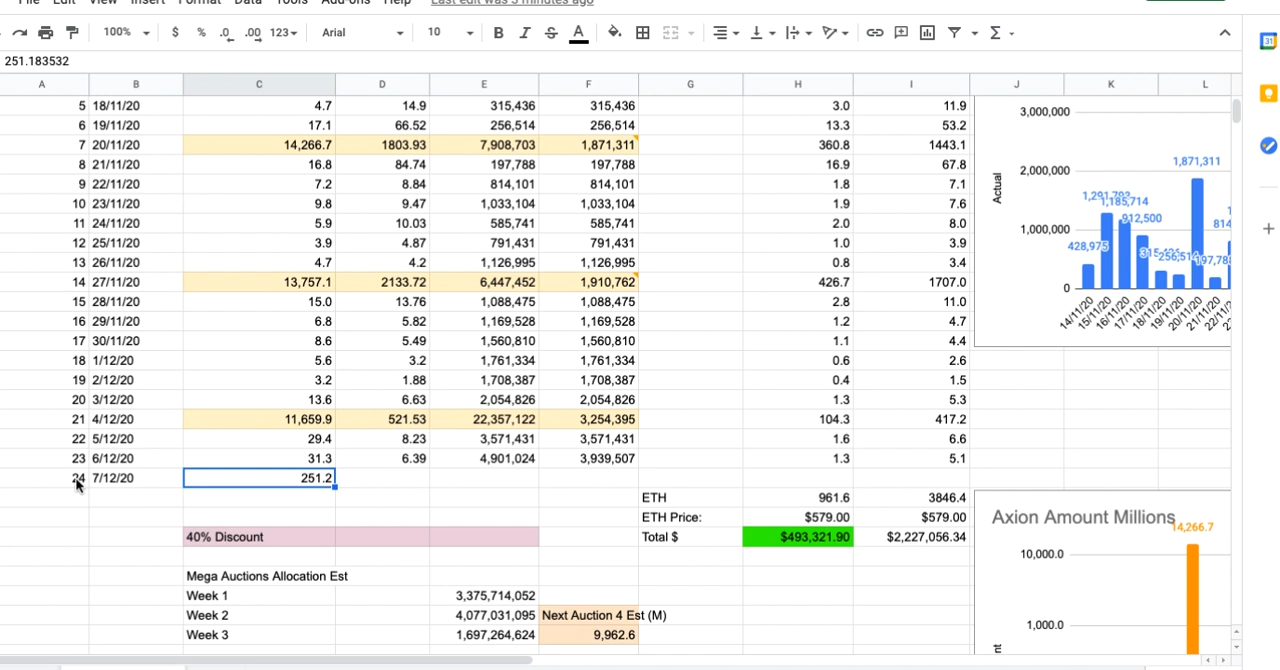 File Edit View Insert Format Data Tools Add-ons Help Last edit was 3 minutes ago
100% $ % .0 .00 123 Arial 10 B I S A
31
251.183532
A B C D E F G H I J K L
5 18/11/20 4.7 14.9 315,436 315,436 3.0 11.9
6 19/11/20 17.1 66.52 256,514 256,514 13.3 53.2
7 20/11/20 14,266.7 1803.93 7,908,703 1,871,311 360.8 1443.1
8 21/11/20 16.8 84.74 197,788 197,788 16.9 67.8
9 22/11/20 7.2 8.84 814,101 814,101 1.8 7.1
10 23/11/20 9.8 9.47 1,033,104 1,033,104 1.9 7.6
11 24/11/20 5.9 10.03 585,741 585,741 2.0 8.0
12 25/11/20 3.9 4.87 791,431 791,431 1.0 3.9
13 26/11/20 4.7 4.2 1,126,995 1,126,995 0.8 3.4
14 27/11/20 13,757.1 2133.72 6,447,452 1,910,762 426.7 1707.0
15 28/11/20 15.0 13.76 1,088,475 1,088,475 2.8 11.0
16 29/11/20 6.8 5.82 1,169,528 1,169,528 1.2 4.7
17 30/11/20 8.6 5.49 1,560,810 1,560,810 1.1 4.4
18 1/12/20 5.6 3.2 1,761,334 1,761,334 0.6 2.6
19 2/12/20 3.2 1.88 1,708,387 1,708,387 0.4 1.5
20 3/12/20 13.6 6.63 2,054,826 2,054,826 1.3 5.3
21 4/12/20 11,659.9 521.53 22,357,122 3,254,395 104.3 417.2
22 5/12/20 29.4 8.23 3,571,431 3,571,431 1.6 6.6
23 6/12/20 31.3 6.39 4,901,024 3,939,507 1.3 5.1
24 7/12/20 251.2
ETH 961.6 3846.4
ETH Price: $579.00 $579.00
40% Discount Total $ $493,321.90 $2,227,056.34
Mega Auctions Allocation Est
Week 1 3,375,714,052
Week 2 4,077,031,095 Next Auction 4 Est (M)
Week 3 1,697,264,624 9,962.6
3,000,000
2,000,000
1,000,000
0
Actual
1,871,311
1,185,714
912,500
428,975
256,514
814
14/11/20 15/11/20 16/11/20 17/11/20 18/11/20 19/11/20 20/11/20 21/11/20 22/11/2
Axion Amount Millions
14,266.7
10,000.0
1,000.0
nt